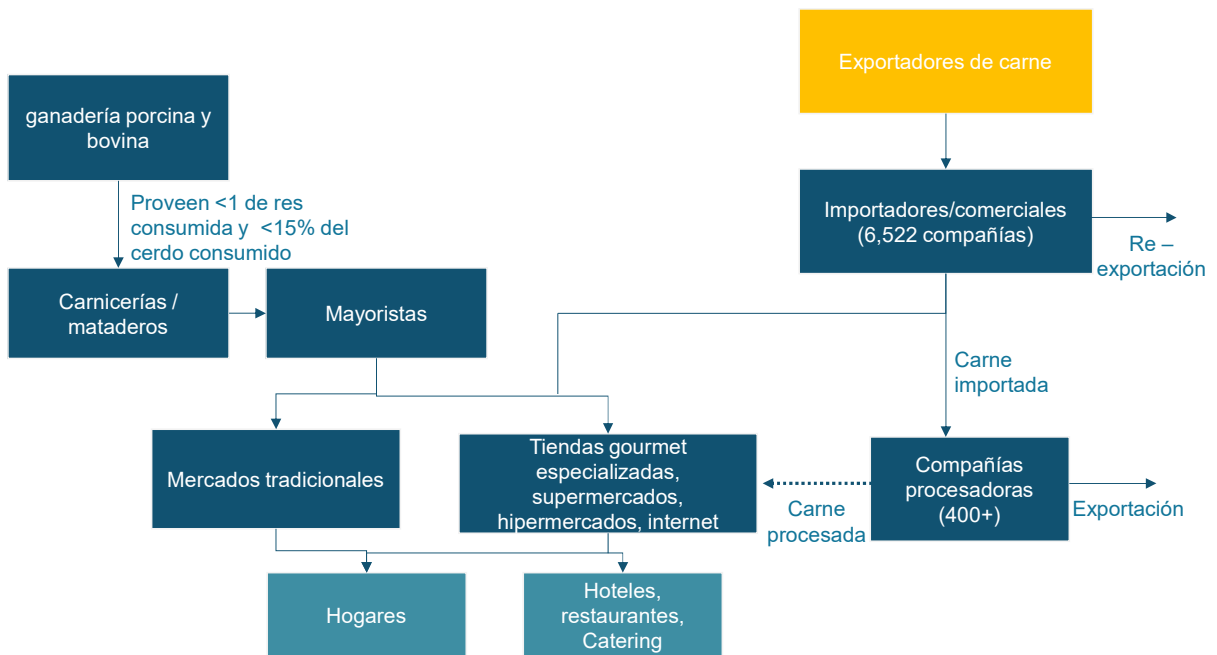 Exportadores de carne
ganadería porcina y
bovina
Proveen <1 de res
consumida y  <15% del
cerdo consumido
Importadores/comerciales
(6,522 compañías)
Re –
exportación
Carnicerías /
mataderos
Mayoristas
Carne
importada
Mercados tradicionales
Tiendas gourmet
especializadas,
supermercados,
hipermercados, internet
Carne
procesada
Compañías
procesadoras
(400+)
Exportación
Hogares
Hoteles,
restaurantes,
Catering